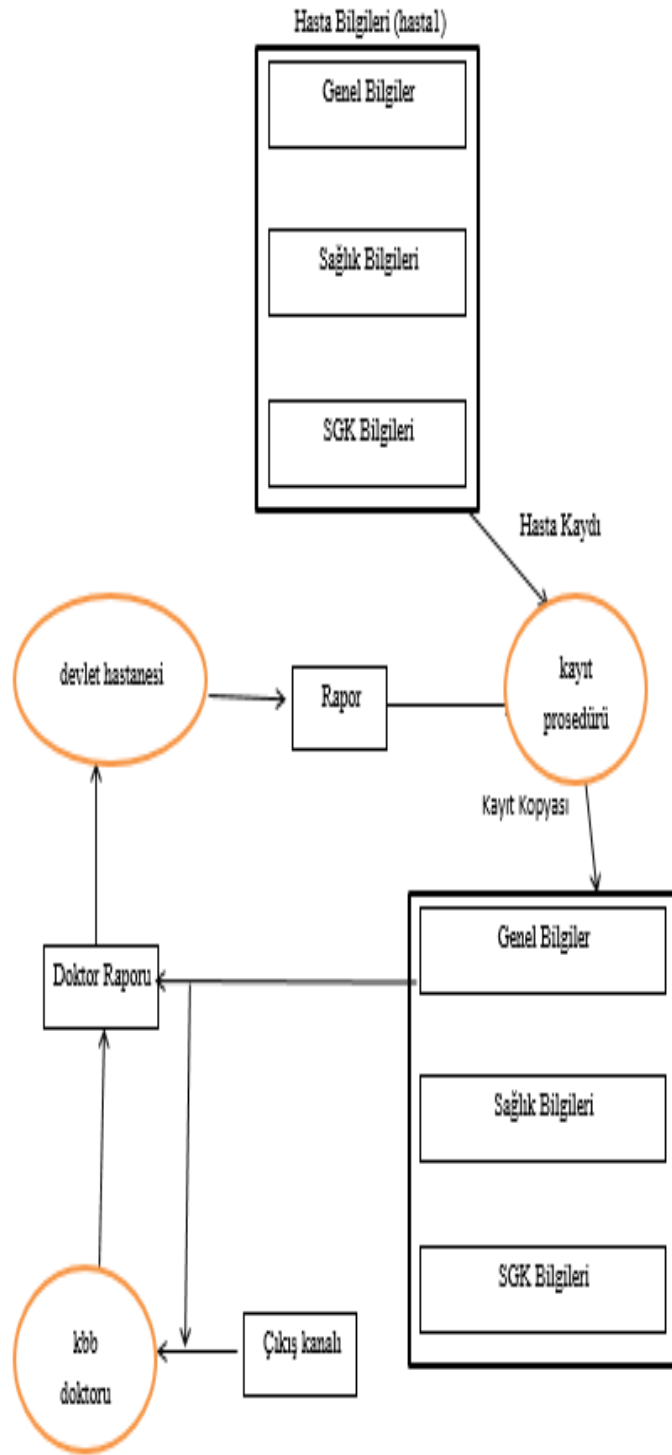 Hasta Bilgileri (hasta1)
Genel Bilgiler
Sağlık Bilgileri
SGK Bilgileri
Hasta Kaydı
devlet hastanesi
Rapor
kayıt
prosedürü
Kayıt Kopyası
Genel Bilgiler
Doktor Raporu
Sağlık Bilgileri
SGK Bilgileri
kbb
doktoru
Çıkış kanalı